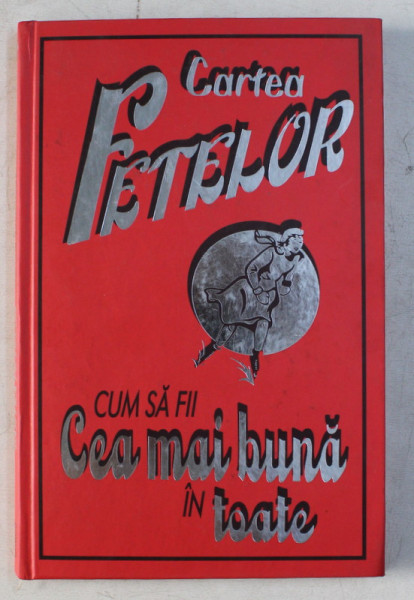 Cartea
FETELOR
CUM SĂ FII
Cea mai bună
ÎN toate